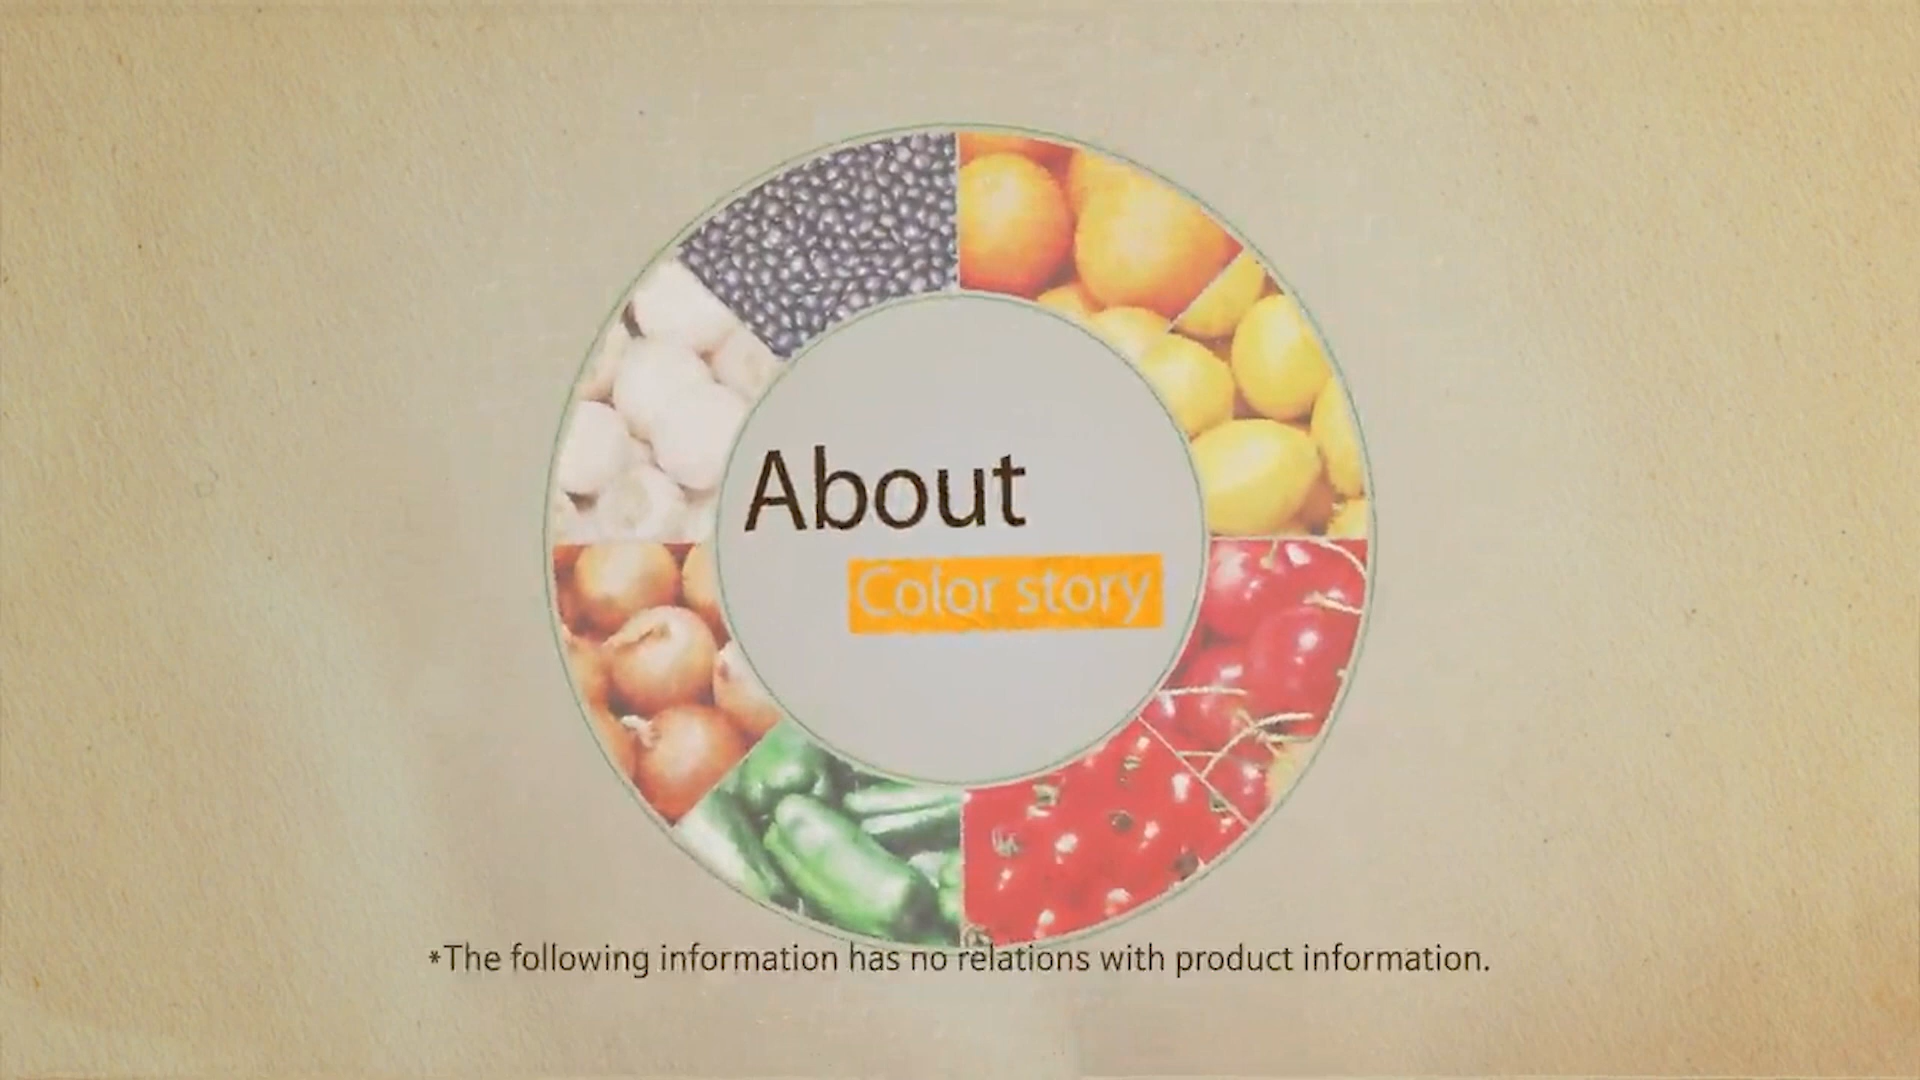 About
Color story
*The following information has no relations with product information.